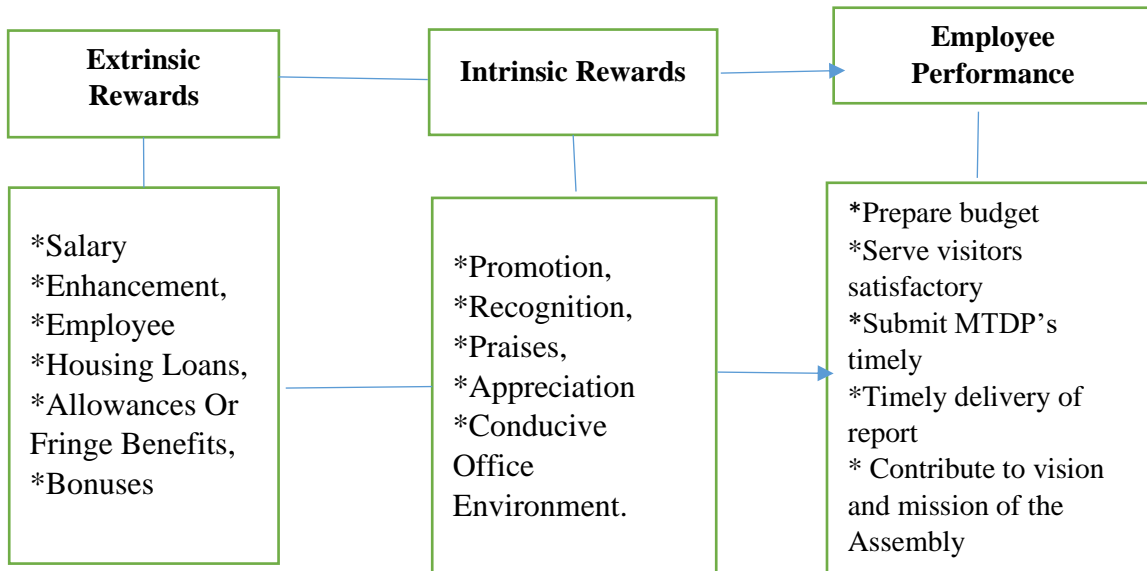 Extrinsic
Rewards
Intrinsic Rewards
Employee
Performance
*Salary
*Enhancement,
*Employee
*Housing Loans,
*Allowances Or
Fringe Benefits,
*Bonuses
*Promotion,
*Recognition,
*Praises,
*Appreciation
*Conducive
Office
Environment.
*Prepare budget
*Serve visitors
satisfactory
*Submit MTDP’s
timely
*Timely delivery of
report
* Contribute to vision
and mission of the
Assembly